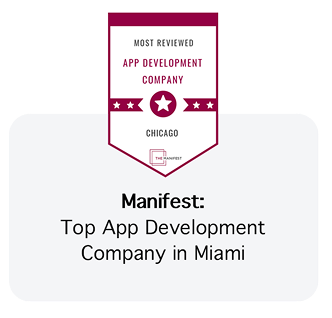 MOST REVIEWED
APP DEVELOPMENT
COMPANY
CHICAGO
THE MANIFEST
Manifest:
Top App Development
Company in Miami